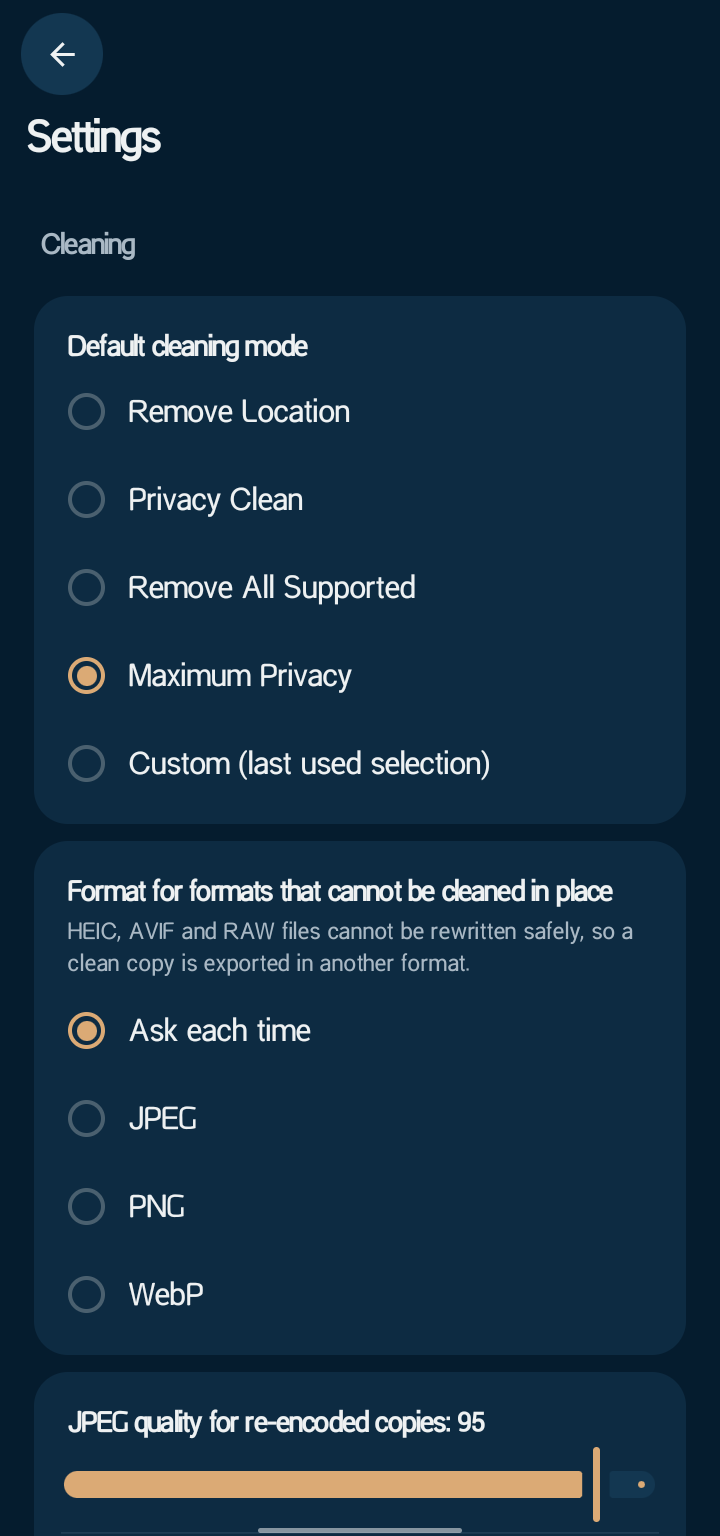 Settings
Cleaning
Default cleaning mode
Remove Location
Privacy Clean
Remove All Supported
Maximum Privacy
Custom (last used selection)
Format for formats that cannot be cleaned in place
HEIC, AVIF and RAW files cannot be rewritten safely, so a
clean copy is exported in another format.
Ask each time
JPEG
PNG
WebP
JPEG quality for re-encoded copies: 95